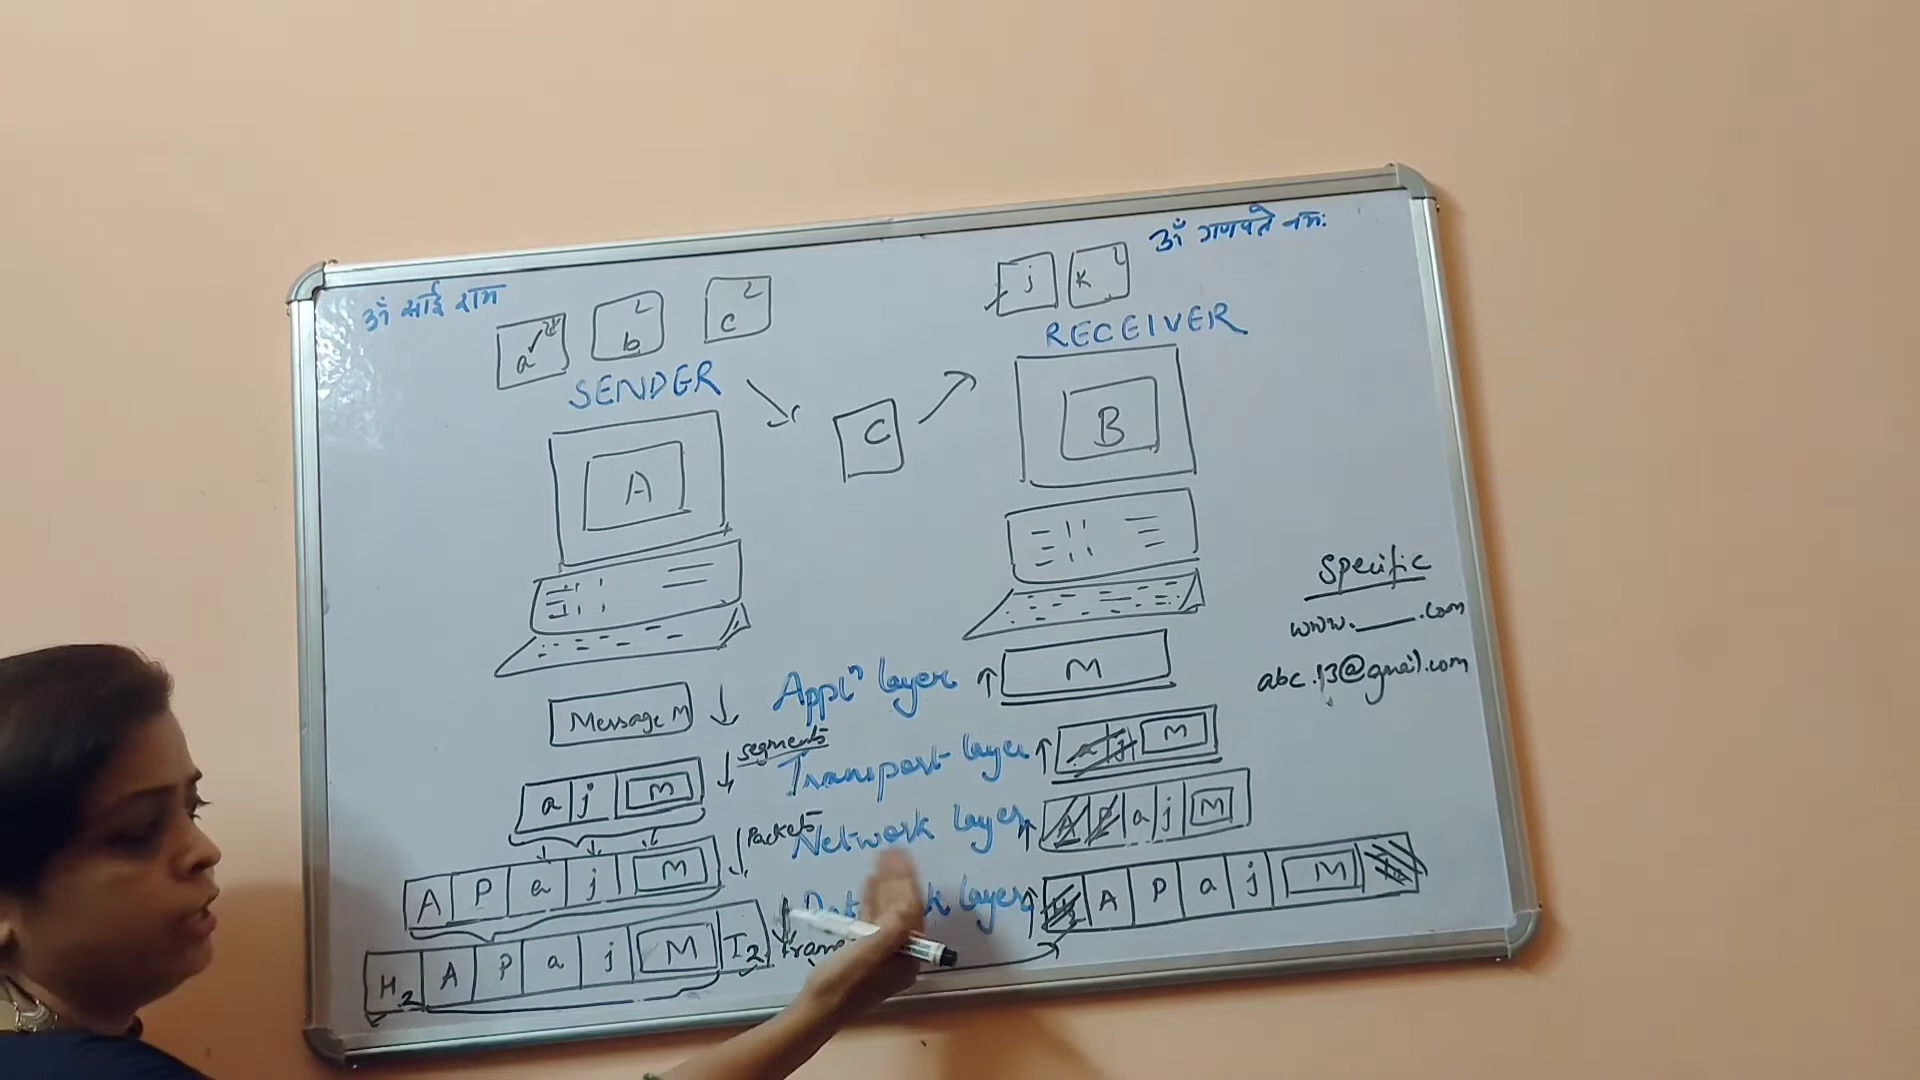 ॐ साई राम
ॐ गणपते नमः
a b c
j k
SENDER
RECEIVER
A
C
B
Specific
www.____.com
abc.13@gmail.com
Message M
Appln layer
M
a j M
segments
Transport layer
M
A P a j M
Packets
Network layer
a j M
H2 A P a j M T2
layer
A P a j M